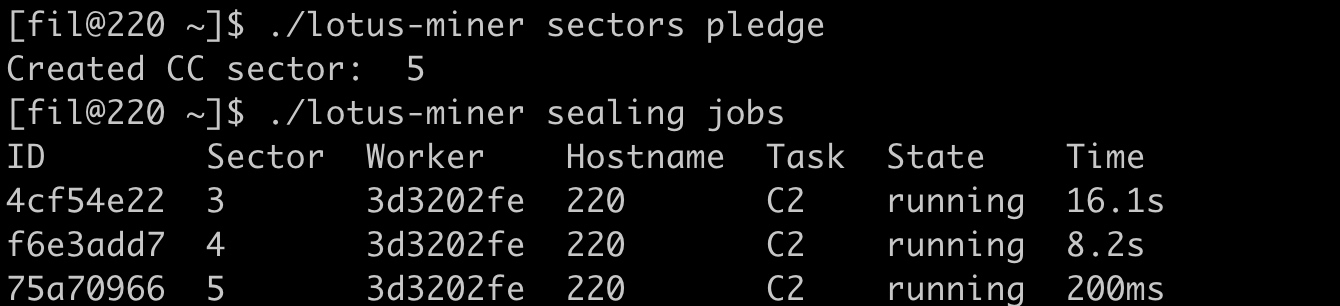 [fil@220 ~]$ ./lotus-miner sectors pledge
Created CC sector:  5
[fil@220 ~]$ ./lotus-miner sealing jobs
ID        Sector  Worker    Hostname  Task  State    Time
4cf54e22  3       3d3202fe  220       C2    running  16.1s
f6e3add7  4       3d3202fe  220       C2    running  8.2s
75a70966  5       3d3202fe  220       C2    running  200ms